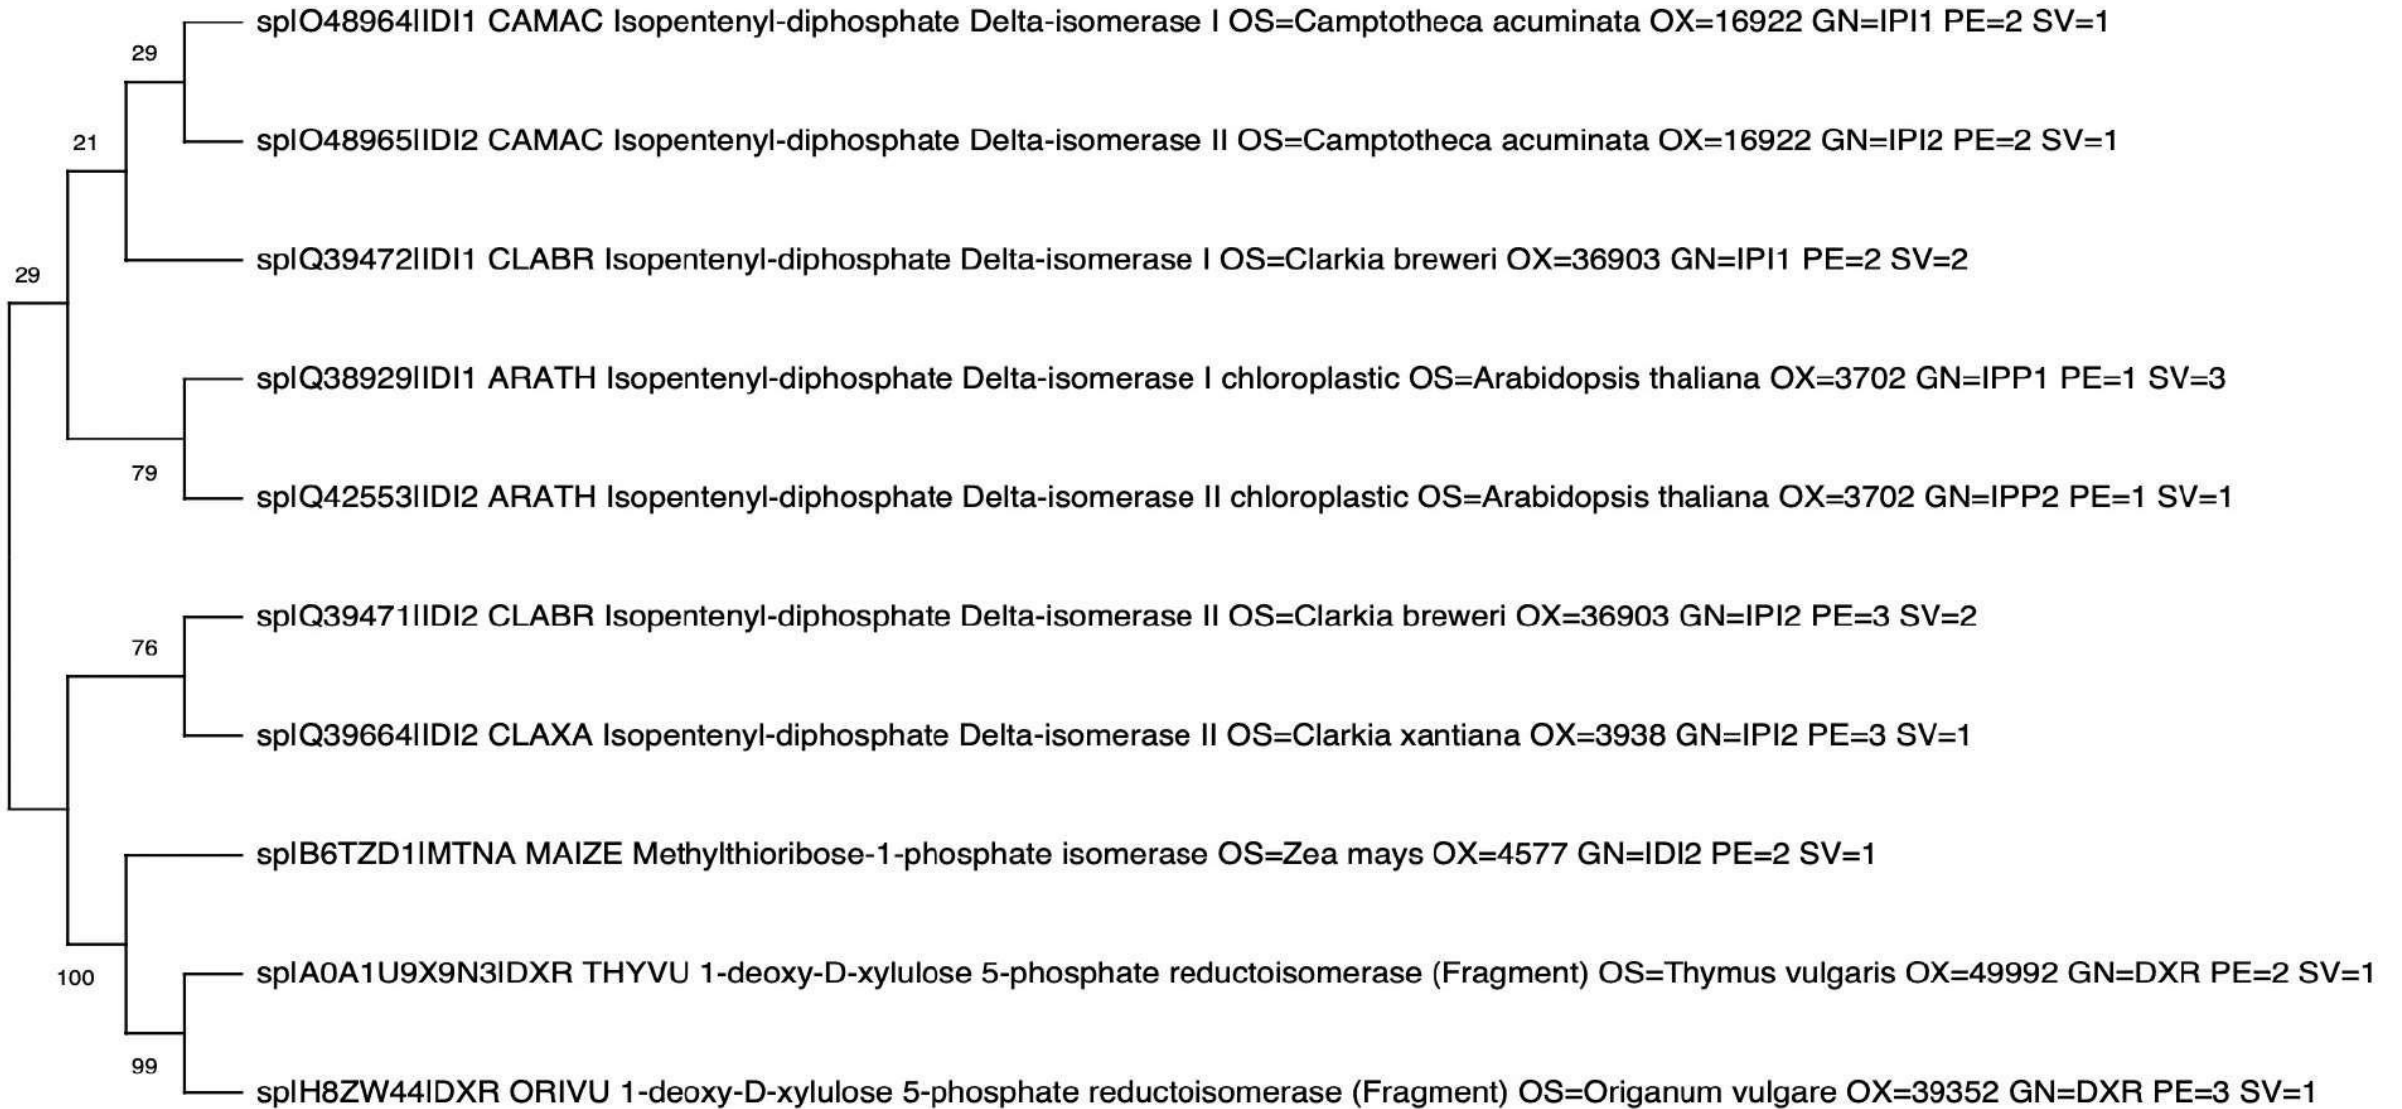 sp|O48964|IDI1 CAMAC Isopentenyl-diphosphate Delta-isomerase I OS=Camptotheca acuminata OX=16922 GN=IPI1 PE=2 SV=1
29
sp|O48965|IDI2 CAMAC Isopentenyl-diphosphate Delta-isomerase II OS=Camptotheca acuminata OX=16922 GN=IPI2 PE=2 SV=1
21
sp|Q39472|IDI1 CLABR Isopentenyl-diphosphate Delta-isomerase I OS=Clarkia breweri OX=36903 GN=IPI1 PE=2 SV=2
29
sp|Q38929|IDI1 ARATH Isopentenyl-diphosphate Delta-isomerase I chloroplastic OS=Arabidopsis thaliana OX=3702 GN=IPP1 PE=1 SV=3
79
sp|Q42553|IDI2 ARATH Isopentenyl-diphosphate Delta-isomerase II chloroplastic OS=Arabidopsis thaliana OX=3702 GN=IPP2 PE=1 SV=1
sp|Q39471|IDI2 CLABR Isopentenyl-diphosphate Delta-isomerase II OS=Clarkia breweri OX=36903 GN=IPI2 PE=3 SV=2
76
sp|Q39664|IDI2 CLAXA Isopentenyl-diphosphate Delta-isomerase II OS=Clarkia xantiana OX=3938 GN=IPI2 PE=3 SV=1
sp|B6TZD1|MTNA MAIZE Methylthioribose-1-phosphate isomerase OS=Zea mays OX=4577 GN=IDI2 PE=2 SV=1
sp|A0A1U9X9N3|DXR THYVU 1-deoxy-D-xylulose 5-phosphate reductoisomerase (Fragment) OS=Thymus vulgaris OX=49992 GN=DXR PE=2 SV=1
100
99
sp|H8ZW44|DXR ORIVU 1-deoxy-D-xylulose 5-phosphate reductoisomerase (Fragment) OS=Origanum vulgare OX=39352 GN=DXR PE=3 SV=1